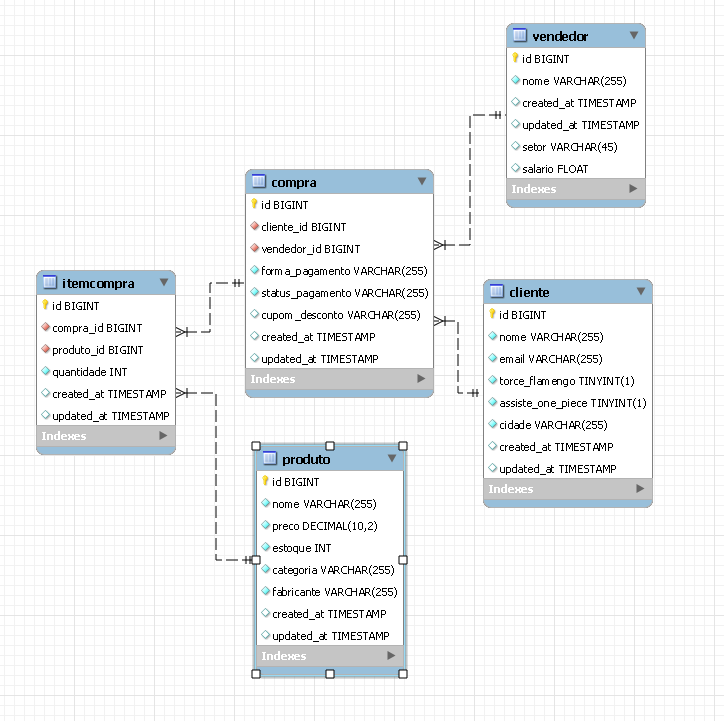 vendedor
id BIGINT
nome VARCHAR(255)
created_at TIMESTAMP
updated_at TIMESTAMP
setor VARCHAR(45)
salario FLOAT
Indexes
compra
id BIGINT
cliente_id BIGINT
vendedor_id BIGINT
forma_pagamento VARCHAR(255)
status_pagamento VARCHAR(255)
cupom_desconto VARCHAR(255)
created_at TIMESTAMP
updated_at TIMESTAMP
Indexes
itemcompra
id BIGINT
compra_id BIGINT
produto_id BIGINT
quantidade INT
created_at TIMESTAMP
updated_at TIMESTAMP
Indexes
cliente
id BIGINT
nome VARCHAR(255)
email VARCHAR(255)
torce_flamengo TINYINT(1)
assiste_one_piece TINYINT(1)
cidade VARCHAR(255)
created_at TIMESTAMP
updated_at TIMESTAMP
Indexes
produto
id BIGINT
nome VARCHAR(255)
preco DECIMAL(10,2)
estoque INT
categoria VARCHAR(255)
fabricante VARCHAR(255)
created_at TIMESTAMP
updated_at TIMESTAMP
Indexes